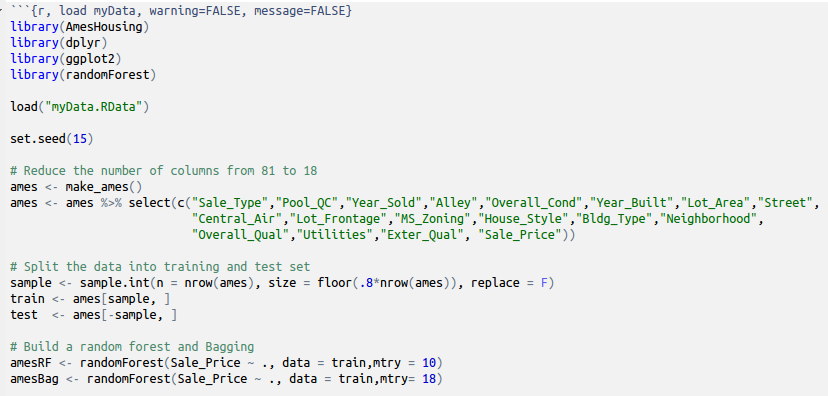 ```{r, load myData, warning=FALSE, message=FALSE}
library(AmesHousing)
library(dplyr)
library(ggplot2)
library(randomForest)
load("myData.RData")
set.seed(15)
# Reduce the number of columns from 81 to 18
ames <- make_ames()
ames <- ames %>% select(c("Sale_Type","Pool_QC","Year_Sold","Alley","Overall_Cond","Year_Built","Lot_Area","Street",
"Central_Air","Lot_Frontage","MS_Zoning","House_Style","Bldg_Type","Neighborhood",
"Overall_Qual","Utilities","Exter_Qual", "Sale_Price"))
# Split the data into training and test set
sample <- sample.int(n = nrow(ames), size = floor(.8*nrow(ames)), replace = F)
train <- ames[sample, ]
test  <- ames[-sample, ]
# Build a random forest and Bagging
amesRF <- randomForest(Sale_Price ~ ., data = train,mtry = 10)
amesBag <- randomForest(Sale_Price ~ ., data = train,mtry= 18)